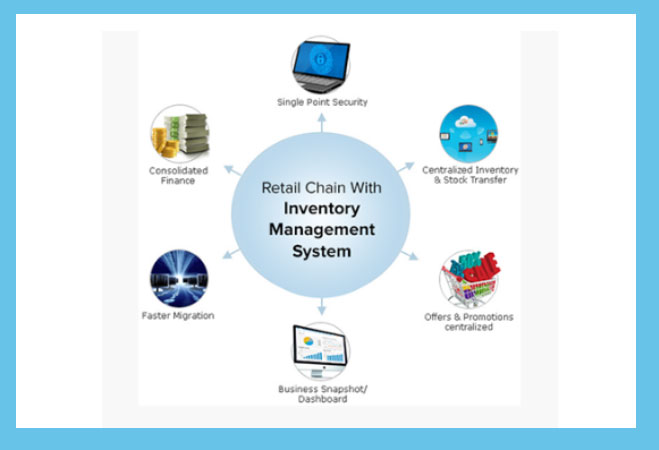 Single Point Security
Consolidated
Finance
Centralized Inventory
& Stock Transfer
Retail Chain With
Inventory
Management
System
SALE
Faster Migration
Offers & Promotions
centralized
Business Snapshot/
Dashboard